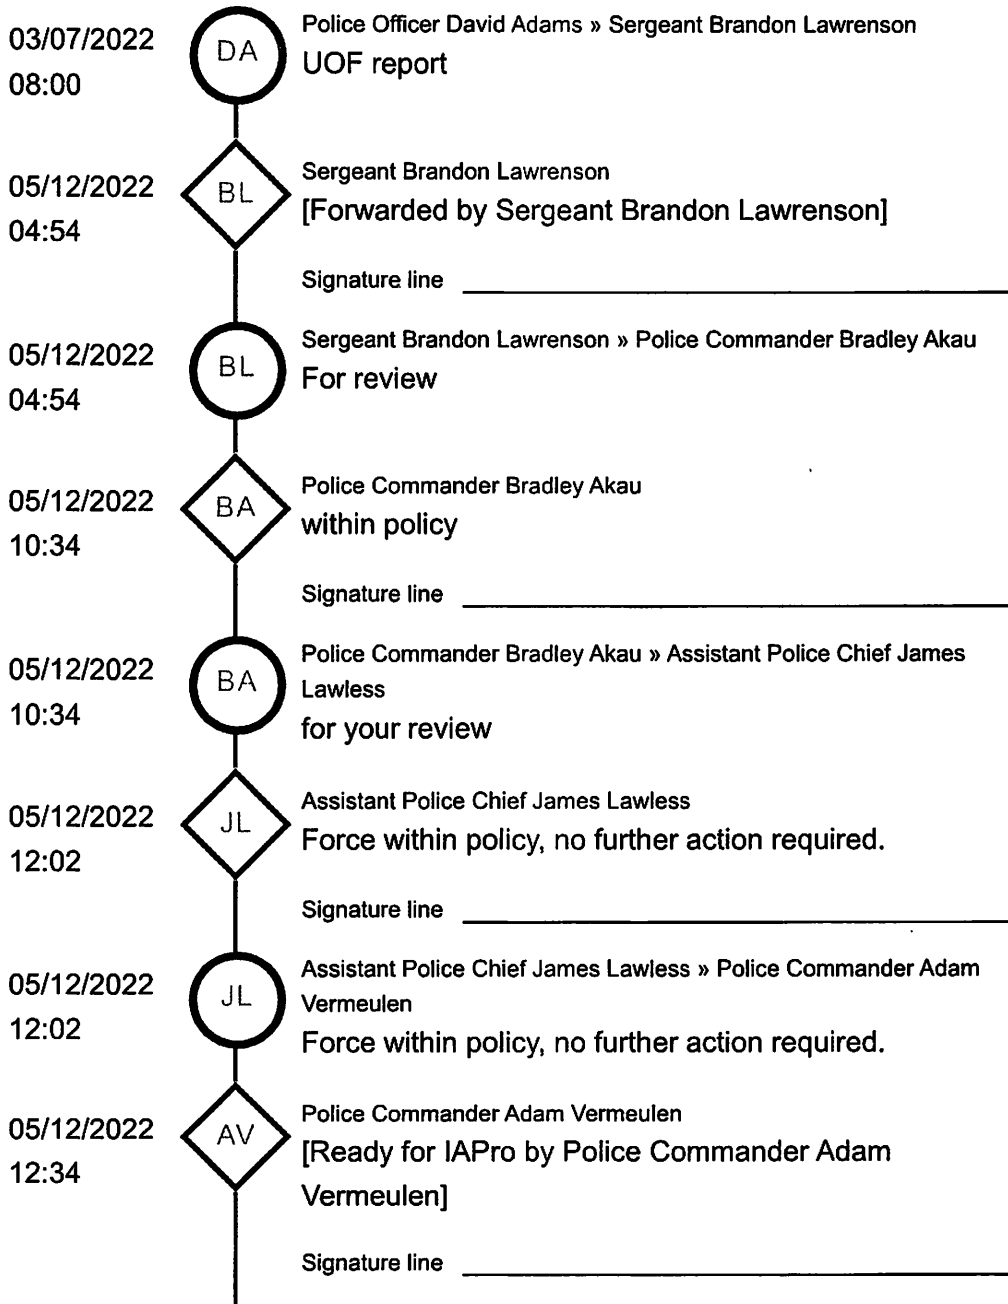 03/07/2022
08:00
DA
Police Officer David Adams » Sergeant Brandon Lawrenson
UOF report
05/12/2022
04:54
BL
Sergeant Brandon Lawrenson
[Forwarded by Sergeant Brandon Lawrenson]
Signature line
05/12/2022
04:54
BL
Sergeant Brandon Lawrenson » Police Commander Bradley Akau
For review
05/12/2022
10:34
BA
Police Commander Bradley Akau
within policy
Signature line
05/12/2022
10:34
BA
Police Commander Bradley Akau » Assistant Police Chief James
Lawless
for your review
05/12/2022
12:02
JL
Assistant Police Chief James Lawless
Force within policy, no further action required.
Signature line
05/12/2022
12:02
JL
Assistant Police Chief James Lawless » Police Commander Adam
Vermeulen
Force within policy, no further action required.
05/12/2022
12:34
AV
Police Commander Adam Vermeulen
[Ready for IAPro by Police Commander Adam
Vermeulen]
Signature line